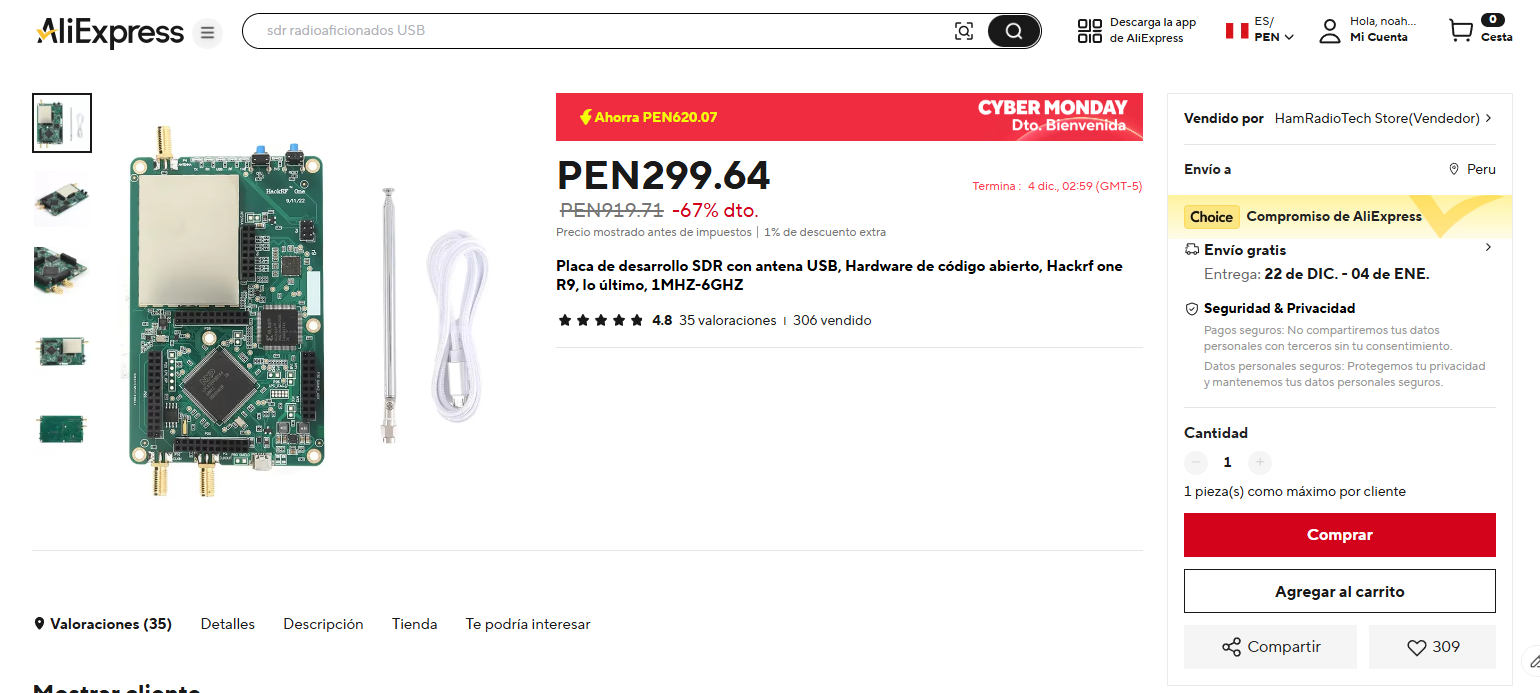 AliExpress
sdr radioaficionados USB
Descarga la app
de AliExpress
ES/
PEN
Hola, noah...
Mi Cuenta
0
Cesta
HackRF One
9/11/22
Ahorra PEN620.07
CYBER MONDAY
Dto. Bienvenida
PEN299.64
Termina : 4 dic., 02:59 (GMT-5)
PEN919.71 -67% dto.
Precio mostrado antes de impuestos | 1% de descuento extra
Placa de desarrollo SDR con antena USB, Hardware de código abierto, Hackrf one
R9, lo último, 1MHZ-6GHZ
4.8 35 valoraciones | 306 vendido
Vendido por HamRadioTech Store(Vendedor)
Envío a Peru
Choice Compromiso de AliExpress
Envío gratis
Entrega: 22 de DIC. - 04 de ENE.
Seguridad & Privacidad
Pagos seguros: No compartiremos tus datos
personales con terceros sin tu consentimiento.
Datos personales seguros: Protegemos tu privacidad
y mantenemos tus datos personales seguros.
Cantidad
1
1 pieza(s) como máximo por cliente
Comprar
Agregar al carrito
Compartir 309
Valoraciones (35) Detalles Descripción Tienda Te podría interesar
Mostrar cliente